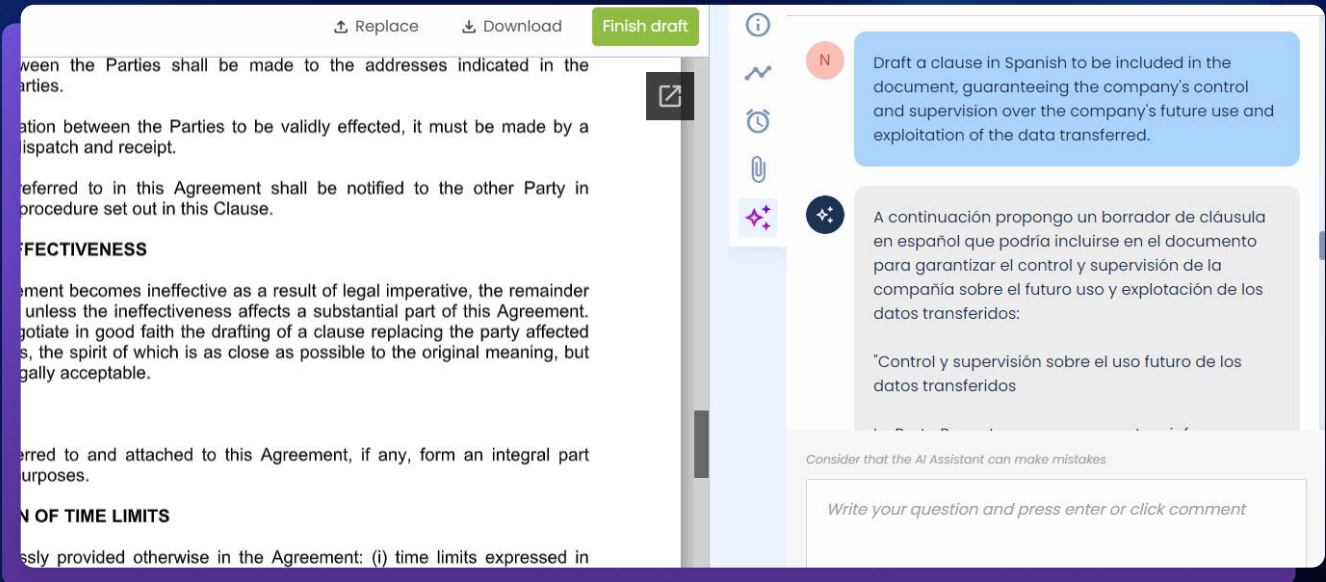 Replace
Download
Finish draft
ween the Parties shall be made to the addresses indicated in the
arties.
ation between the Parties to be validly effected, it must be made by a
ispatch and receipt.
eferred to in this Agreement shall be notified to the other Party in
procedure set out in this Clause.
FFECTIVENESS
ement becomes ineffective as a result of legal imperative, the remainder
unless the ineffectiveness affects a substantial part of this Agreement.
gotiate in good faith the drafting of a clause replacing the party affected
s, the spirit of which is as close as possible to the original meaning, but
gally acceptable.
erred to and attached to this Agreement, if any, form an integral part
urposes.
N OF TIME LIMITS
ssly provided otherwise in the Agreement: (i) time limits expressed in
N
Draft a clause in Spanish to be included in the
document, guaranteeing the company's control
and supervision over the company's future use and
exploitation of the data transferred.
A continuación propongo un borrador de cláusula
en español que podría incluirse en el documento
para garantizar el control y supervisión de la
compañía sobre el futuro uso y explotación de los
datos transferidos:
"Control y supervisión sobre el uso futuro de los
datos transferidos
Consider that the AI Assistant can make mistakes
Write your question and press enter or click comment